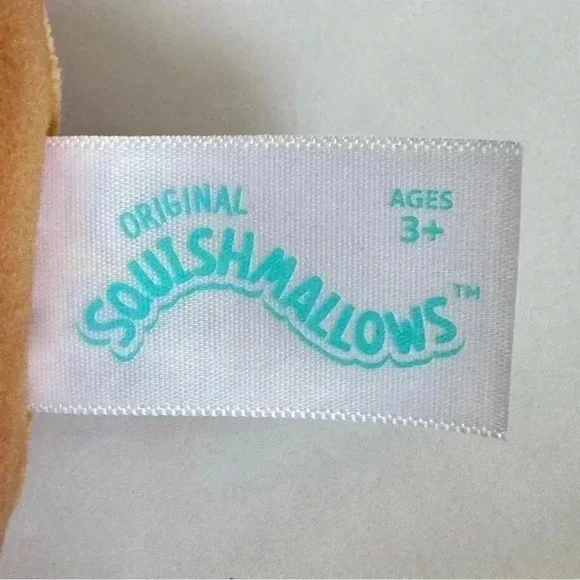 ORIGINAL
SQUISHMALLOWS™
AGES
3+